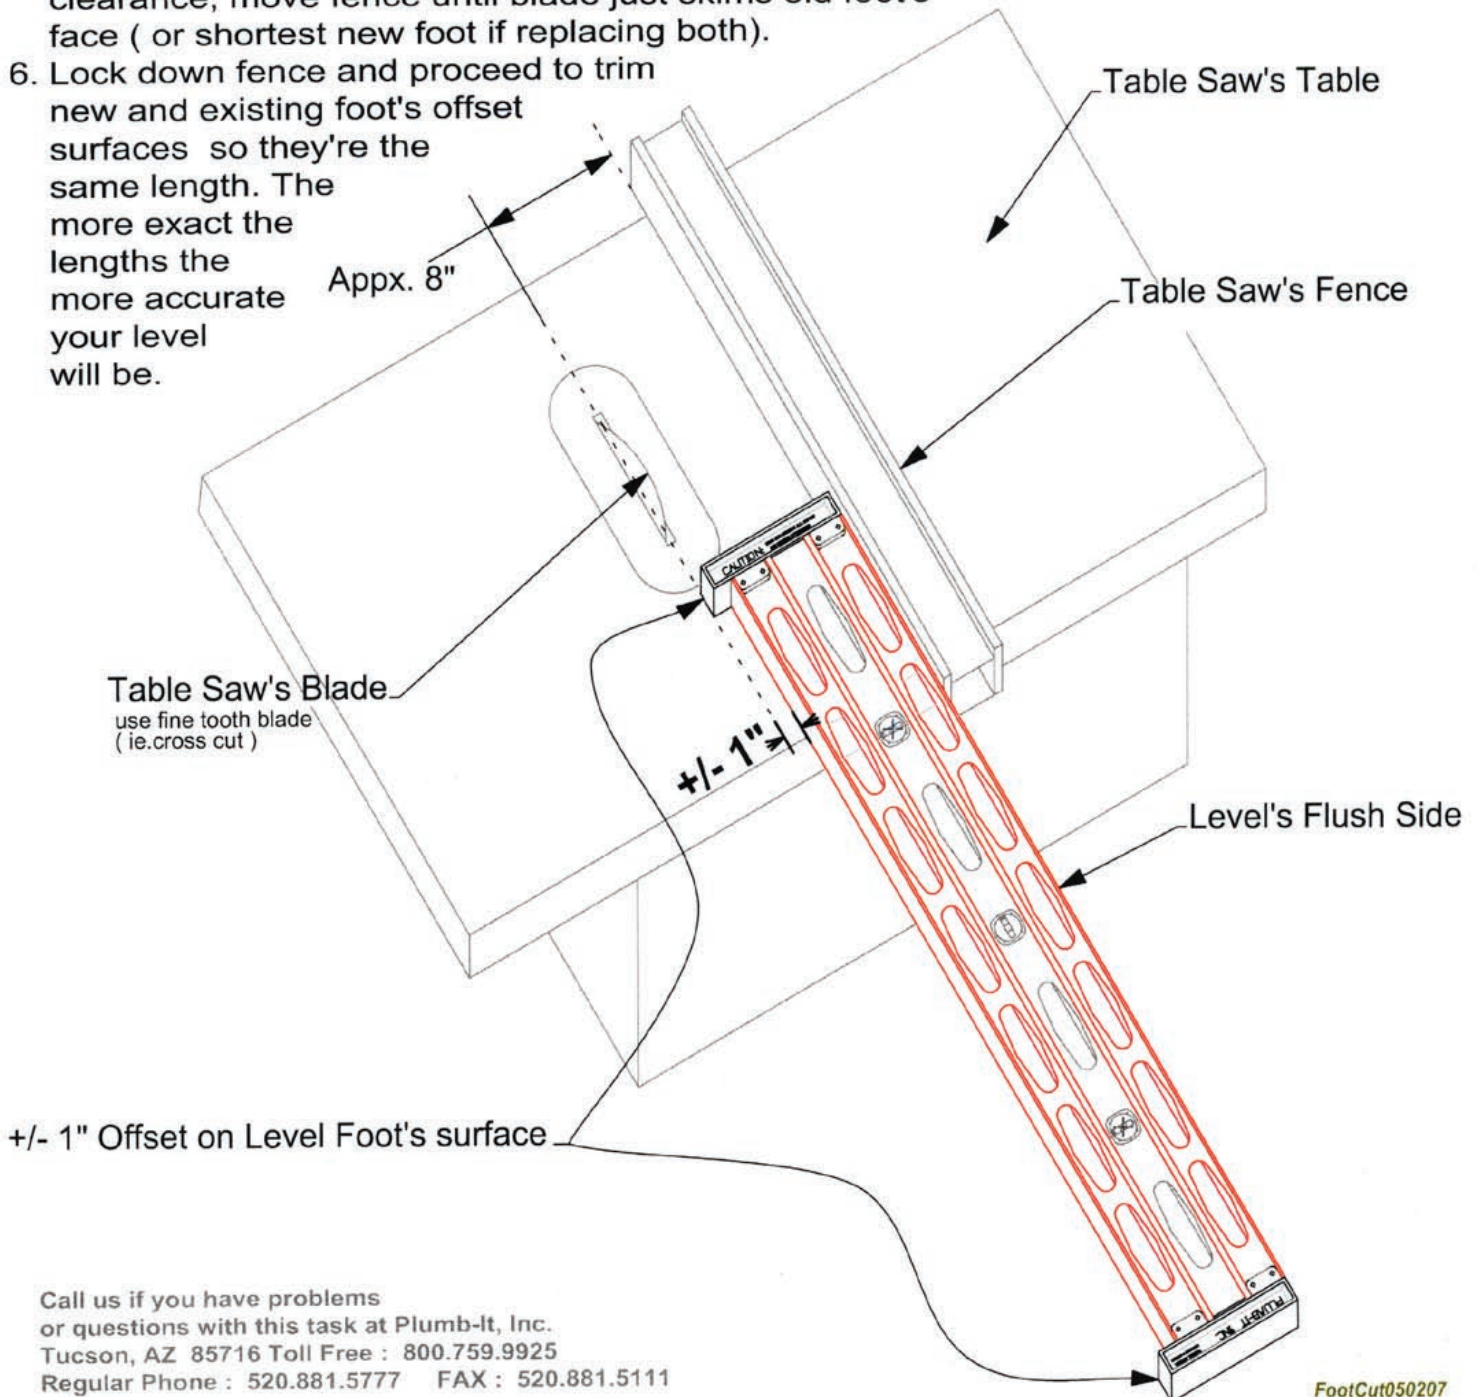 face ( or shortest new foot if replacing both).
6. Lock down fence and proceed to trim
new and existing foot's offset
surfaces so they're the
same length. The
more exact the
lengths the
more accurate
your level
will be.
Appx. 8"
Table Saw's Table
Table Saw's Fence
CAUTION:
Table Saw's Blade
use fine tooth blade
( ie.cross cut )
+/- 1"
Level's Flush Side
+/- 1" Offset on Level Foot's surface
PLUMB-IT INC
Call us if you have problems
or questions with this task at Plumb-It, Inc.
Tucson, AZ 85716 Toll Free : 800.759.9925
Regular Phone : 520.881.5777 FAX : 520.881.5111
FootCut050207